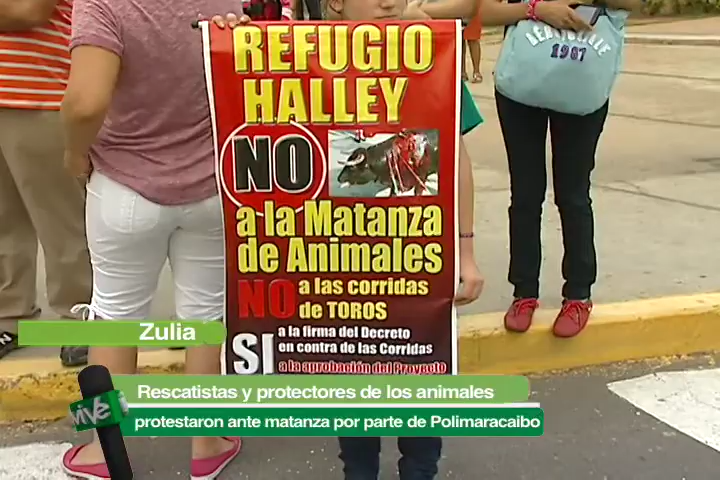 REFUGIO
HALLEY
NO
a la Matanza
de Animales
NO a las corridas
de TOROS
SI a la firma del Decreto
en contra de las Corridas
a la aprobación del Proyecto
1987
Zulia
Rescatistas y protectores de los animales
protestaron ante matanza por parte de Polimaracaibo
vive